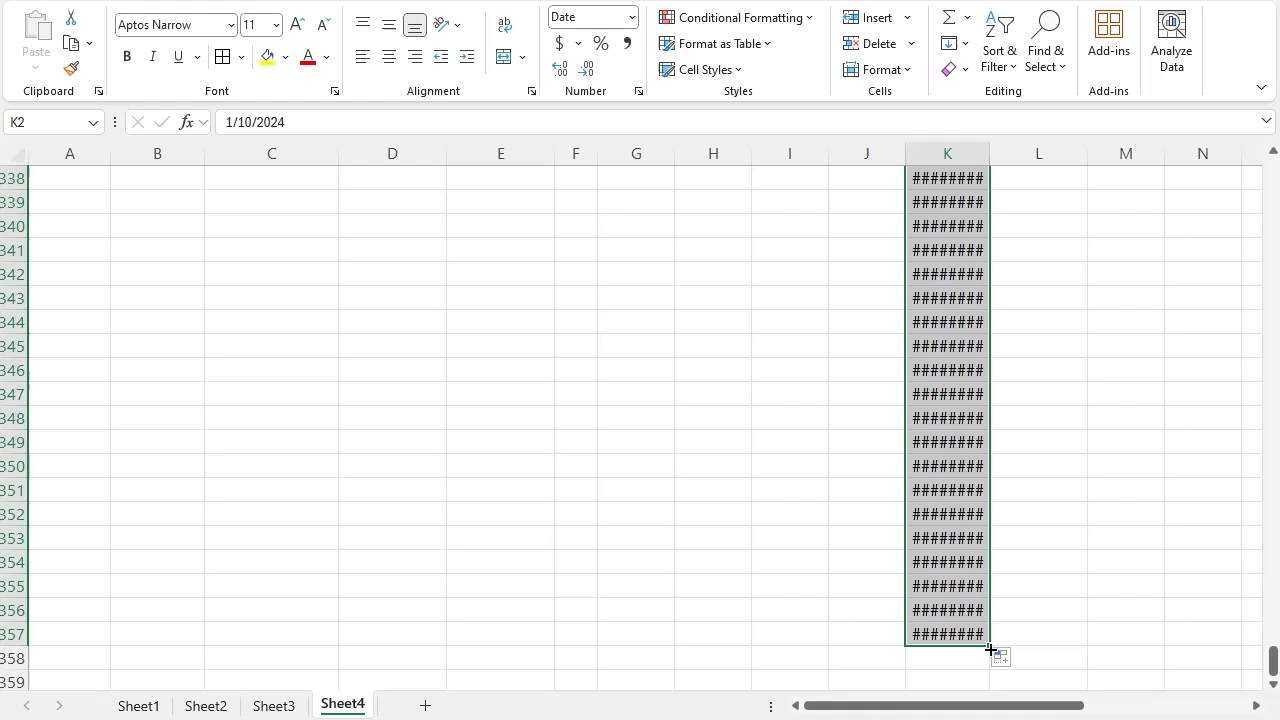 Aptos Narrow 11 A A ab Date Conditional Formatting Insert Σ
Paste $ % 9 Format as Table Delete Sort & Find & Add-ins Analyze
B I U A Filter Select Data
Cell Styles Format
Clipboard Font Alignment Number Styles Cells Editing Add-ins
K2 fx 1/10/2024
A B C D E F G H I J K L M N
338 ########
339 ########
340 ########
341 ########
342 ########
343 ########
344 ########
345 ########
346 ########
347 ########
348 ########
349 ########
350 ########
351 ########
352 ########
353 ########
354 ########
355 ########
356 ########
357 ########
358
359
Sheet1 Sheet2 Sheet3 Sheet4